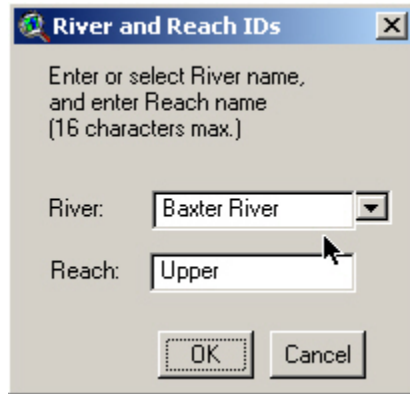 River and Reach IDs
Enter or select River name,
and enter Reach name
(16 characters max.)
River: Baxter River
Reach: Upper
OK Cancel